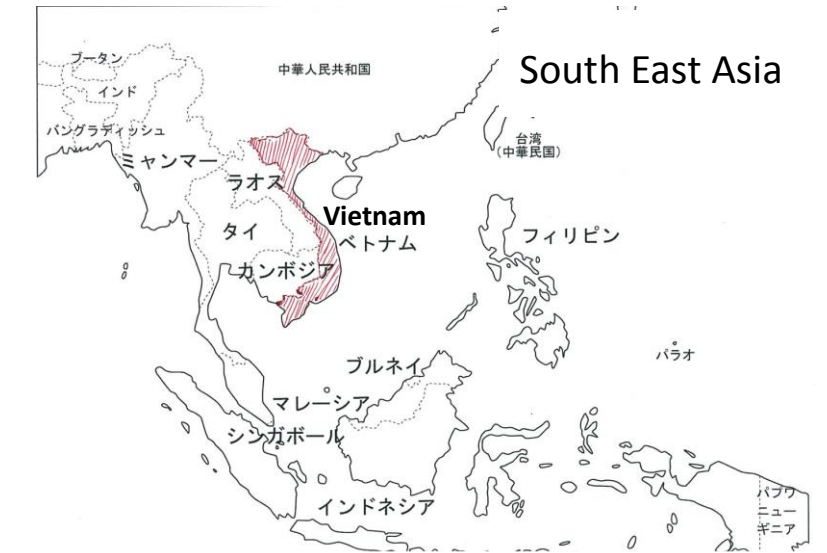 South East Asia
ブータン
中華人民共和国
インド
バングラディッシュ
台湾
(中華民国)
ミャンマー
ラオス
Vietnam
ベトナム
タイ
フィリピン
カンボジア
パラオ
ブルネイ
マレーシア
シンガポール
インドネシア
パプワ
ニュー
ギニア